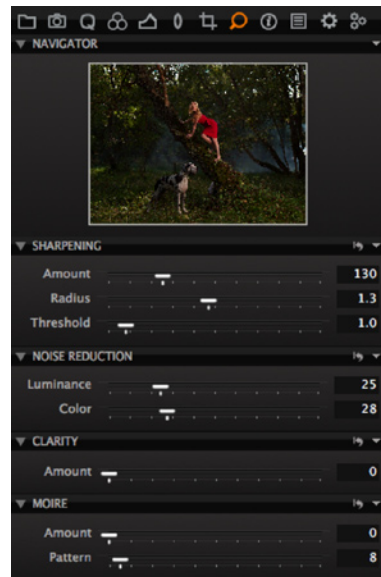 NAVIGATOR
SHARPENING
Amount 130
Radius 1.3
Threshold 1.0
NOISE REDUCTION
Luminance 25
Color 28
CLARITY
Amount 0
MOIRE
Amount 0
Pattern 8